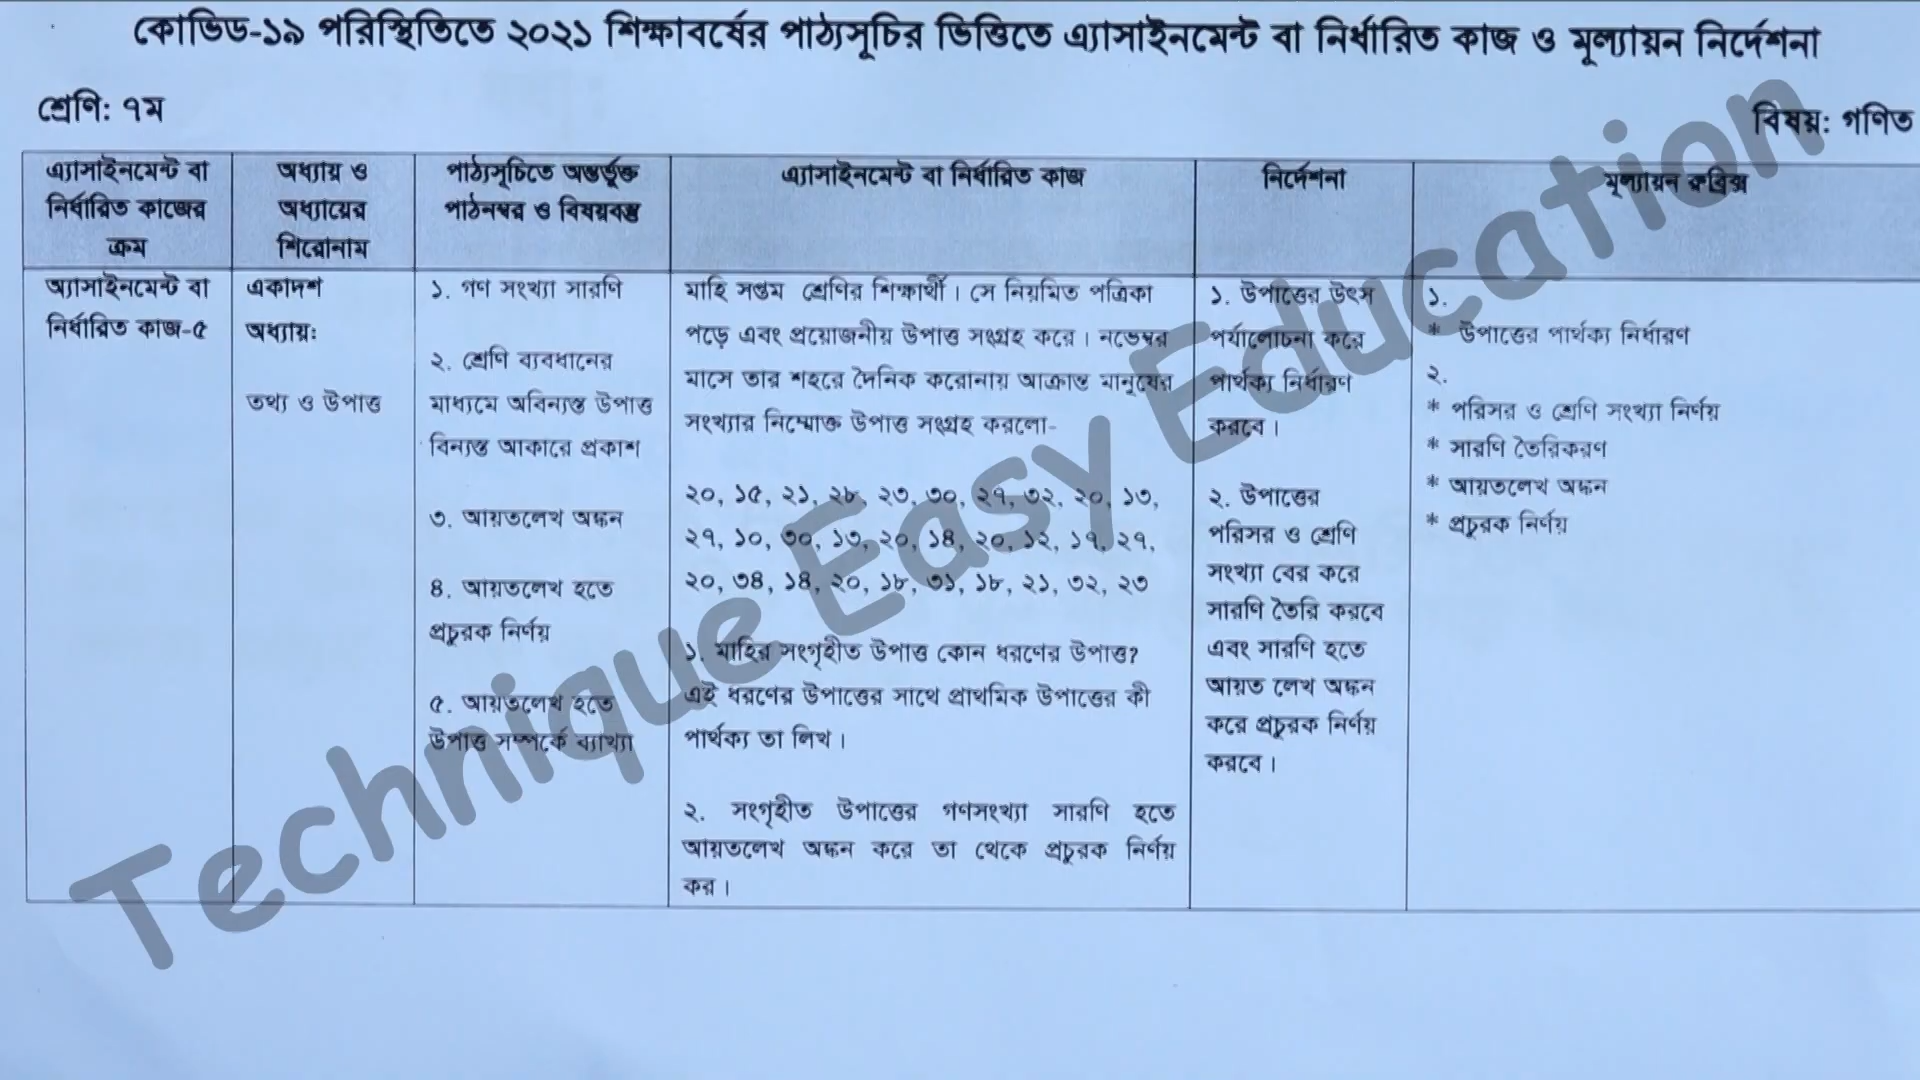 কোভিড-১৯ পরিস্থিতিতে ২০২১ শিক্ষাবর্ষের পাঠ্যসূচির ভিত্তিতে এ্যাসাইনমেন্ট বা নির্ধারিত কাজ ও মূল্যায়ন নির্দেশনা
শ্রেণি: ৭ম
বিষয়: গণিত
এ্যাসাইনমেন্ট বা
নির্ধারিত কাজের
ক্রম
অধ্যায় ও
অধ্যায়ের
শিরোনাম
পাঠ্যসূচিতে অন্তর্ভুক্ত
পাঠনম্বর ও বিষয়বস্তু
এ্যাসাইনমেন্ট বা নির্ধারিত কাজ
নির্দেশনা
মূল্যায়ন রুব্রিক্স
অ্যাসাইনমেন্ট বা
নির্ধারিত কাজ-৫
একাদশ
অধ্যায়:
তথ্য ও উপাত্ত
১. গণ সংখ্যা সারণি
২. শ্রেণি ব্যবধানের
মাধ্যমে অবিন্যস্ত উপাত্ত
বিন্যস্ত আকারে প্রকাশ
৩. আয়তলেখ অঙ্কন
৪. আয়তলেখ হতে
প্রচুরক নির্ণয়
৫. আয়তলেখ হতে
উপাত্ত সম্পর্কে ব্যাখ্যা
মাহি সপ্তম শ্রেণির শিক্ষার্থী। সে নিয়মিত পত্রিকা
পড়ে এবং প্রয়োজনীয় উপাত্ত সংগ্রহ করে। নভেম্বর
মাসে তার শহরে দৈনিক করোনায় আক্রান্ত মানুষের
সংখ্যার নিম্মোক্ত উপাত্ত সংগ্রহ করলো-
২০, ১৫, ২১, ২৮, ২৩, ৩০, ২৭, ৩২, ২০, ১৩,
২৭, ১০, ৩০, ১৩, ২০, ১৪, ২০, ১২, ১৭, ২৭,
২০, ৩৪, ১৪, ২০, ১৮, ৩১, ১৮, ২১, ৩২, ২৩
১. মাহির সংগৃহীত উপাত্ত কোন ধরণের উপাত্ত?
এই ধরণের উপাত্তের সাথে প্রাথমিক উপাত্তের কী
পার্থক্য তা লিখ।
২. সংগৃহীত উপাত্তের গণসংখ্যা সারণি হতে
আয়তলেখ অঙ্কন করে তা থেকে প্রচুরক নির্ণয়
কর।
১. উপাত্তের উৎস
পর্যালোচনা করে
পার্থক্য নির্ধারণ
করবে।
২. উপাত্তের
পরিসর ও শ্রেণি
সংখ্যা বের করে
সারণি তৈরি করবে
এবং সারণি হতে
আয়ত লেখ অঙ্কন
করে প্রচুরক নির্ণয়
করবে।
১.
* উপাত্তের পার্থক্য নির্ধারণ
২.
* পরিসর ও শ্রেণি সংখ্যা নির্ণয়
* সারণি তৈরিকরণ
* আয়তলেখ অঙ্কন
* প্রচুরক নির্ণয়
Technique Easy Education